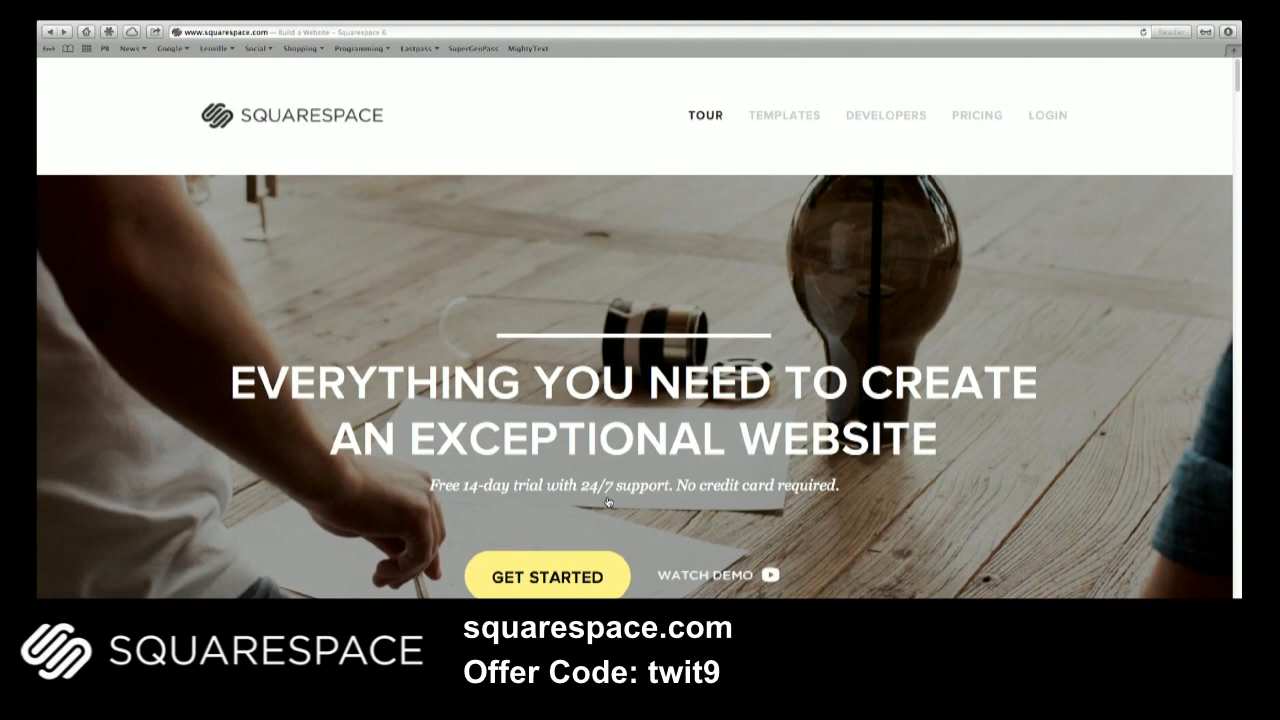 www.squarespace.com — Build a Website – Squarespace 6
Reader
PB News Google Leoville Social Shopping Programming Lastpass SuperGenPass MightyText
SQUARESPACE
TOUR TEMPLATES DEVELOPERS PRICING LOGIN
EVERYTHING YOU NEED TO CREATE
AN EXCEPTIONAL WEBSITE
Free 14-day trial with 24/7 support. No credit card required.
GET STARTED WATCH DEMO
SQUARESPACE
squarespace.com
Offer Code: twit9